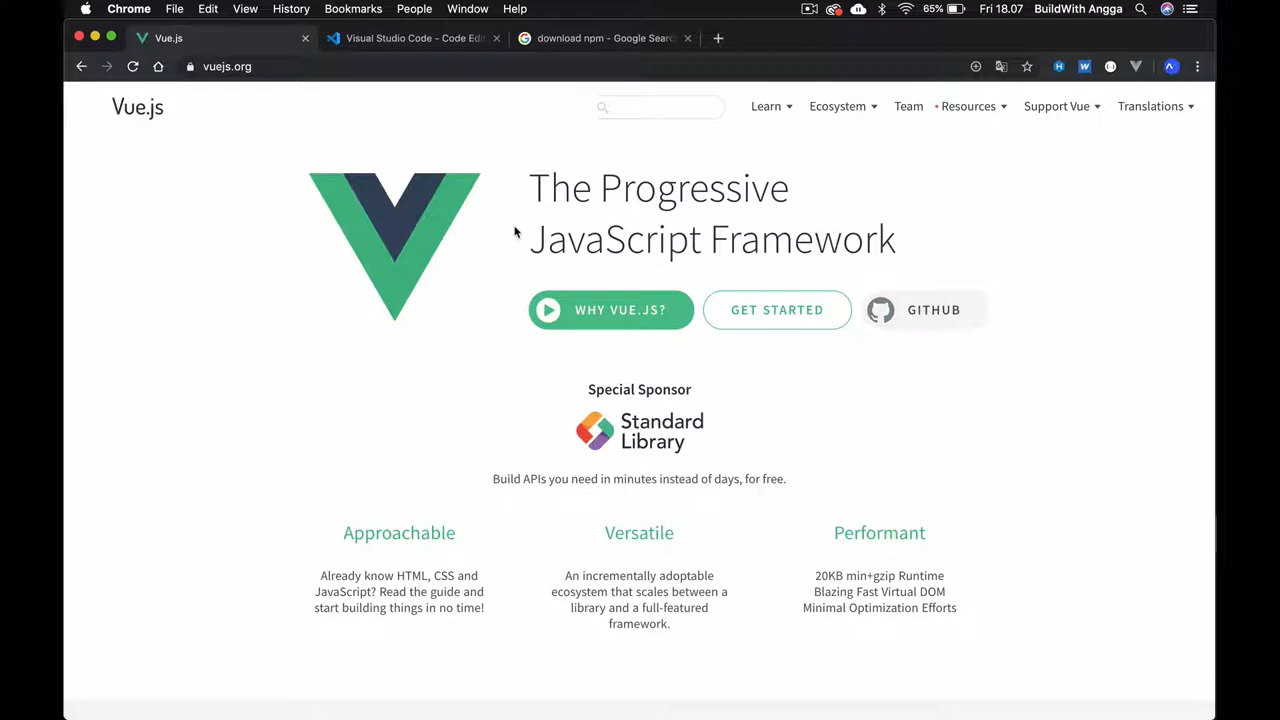 Chrome File Edit View History Bookmarks People Window Help 65% Fri 18.07 BuildWith Angga
Vue.js Visual Studio Code - Code Edi download npm - Google Searc
vuejs.org
Vue.js Learn Ecosystem Team Resources Support Vue Translations
The Progressive
JavaScript Framework
WHY VUE.JS? GET STARTED GITHUB
Special Sponsor
Standard
Library
Build APIs you need in minutes instead of days, for free.
Approachable Versatile Performant
Already know HTML, CSS and
JavaScript? Read the guide and
start building things in no time!
An incrementally adoptable
ecosystem that scales between a
library and a full-featured
framework.
20KB min+gzip Runtime
Blazing Fast Virtual DOM
Minimal Optimization Efforts